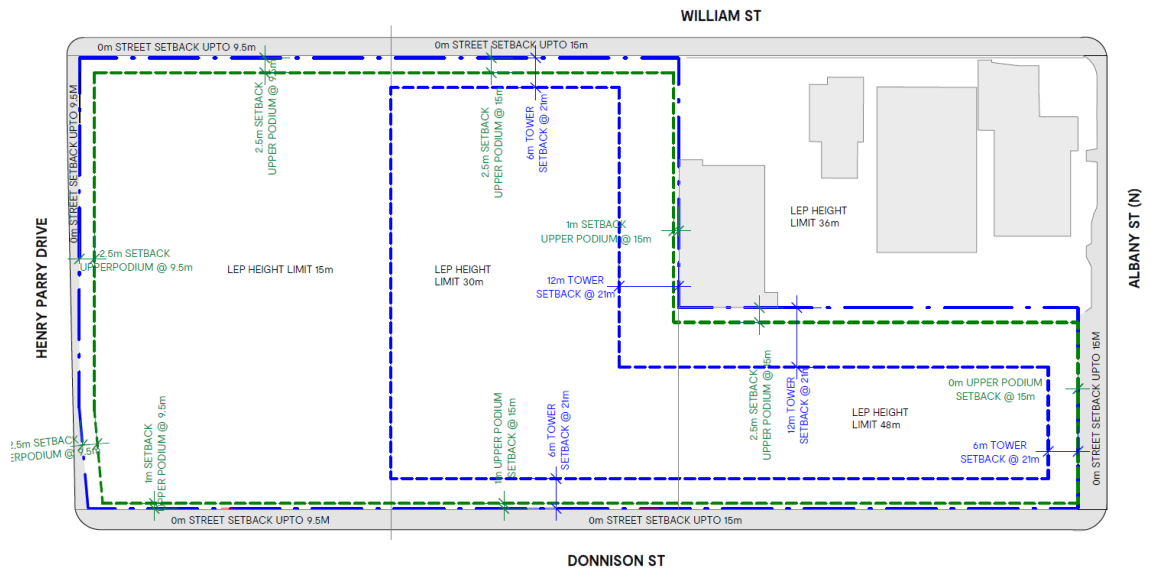 WILLIAM ST
0m STREET SETBACK UPTO 9.5m
0m STREET SETBACK UPTO 15m
0m STREET SETBACK UPTO 9.5M
2.5m SETBACK
UPPER PODIUM @ 9.5m
2.5m SETBACK
UPPER PODIUM @ 15m
6m TOWER
SETBACK @ 21m
HENRY PARRY DRIVE
ALBANY ST (N)
LEP HEIGHT
LIMIT 36m
1m SETBACK
UPPER PODIUM @ 15m
2.5m SETBACK
UPPERPODIUM @ 9.5m
LEP HEIGHT LIMIT 15m
LEP HEIGHT
LIMIT 30m
12m TOWER
SETBACK @ 21m
2.5m SETBACK
UPPER PODIUM @ 15m
12m TOWER
SETBACK @ 21m
0m UPPER PODIUM
SETBACK @ 15m
LEP HEIGHT
LIMIT 48m
6m TOWER
SETBACK @ 21m
0m STREET SETBACK UPTO 15M
2.5m SETBACK
ERPODIUM @ 9.5m
1m SETBACK
UPPER PODIUM @ 9.5m
1m UPPER PODIUM
SETBACK @ 15m
6m TOWER
SETBACK @ 21m
0m STREET SETBACK UPTO 9.5M
0m STREET SETBACK UPTO 15m
DONNISON ST